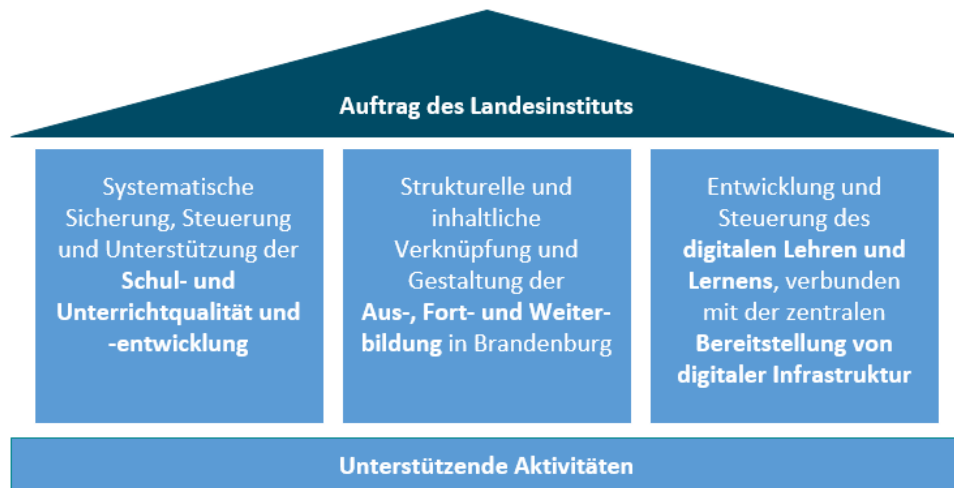 Auftrag des Landesinstituts
Systematische
Sicherung, Steuerung
und Unterstützung der
Schul- und
Unterrichtqualität und
-entwicklung
Strukturelle und
inhaltliche
Verknüpfung und
Gestaltung der
Aus-, Fort- und Weiter-
bildung in Brandenburg
Entwicklung und
Steuerung des
digitalen Lehren und
Lernens, verbunden
mit der zentralen
Bereitstellung von
digitaler Infrastruktur
Unterstützende Aktivitäten